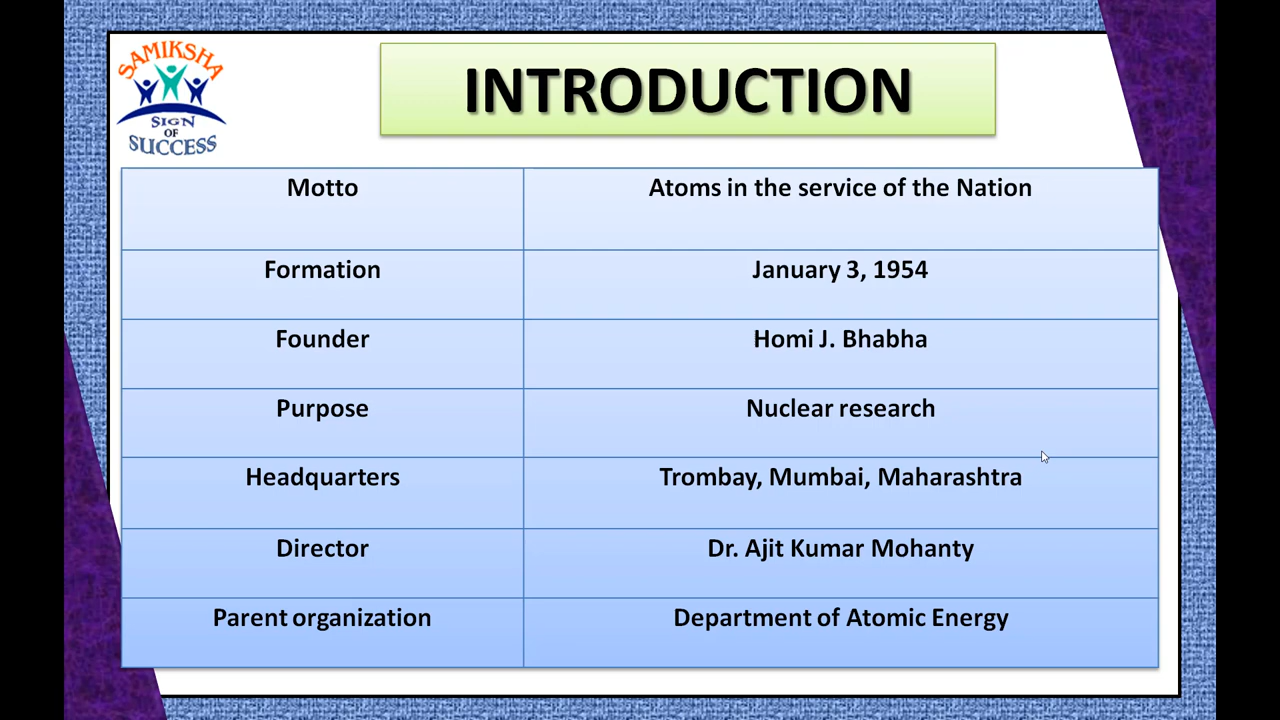 SAMIKSHA
SIGN
OF
SUCCESS
INTRODUCTION
Motto Atoms in the service of the Nation
Formation January 3, 1954
Founder Homi J. Bhabha
Purpose Nuclear research
Headquarters Trombay, Mumbai, Maharashtra
Director Dr. Ajit Kumar Mohanty
Parent organization Department of Atomic Energy